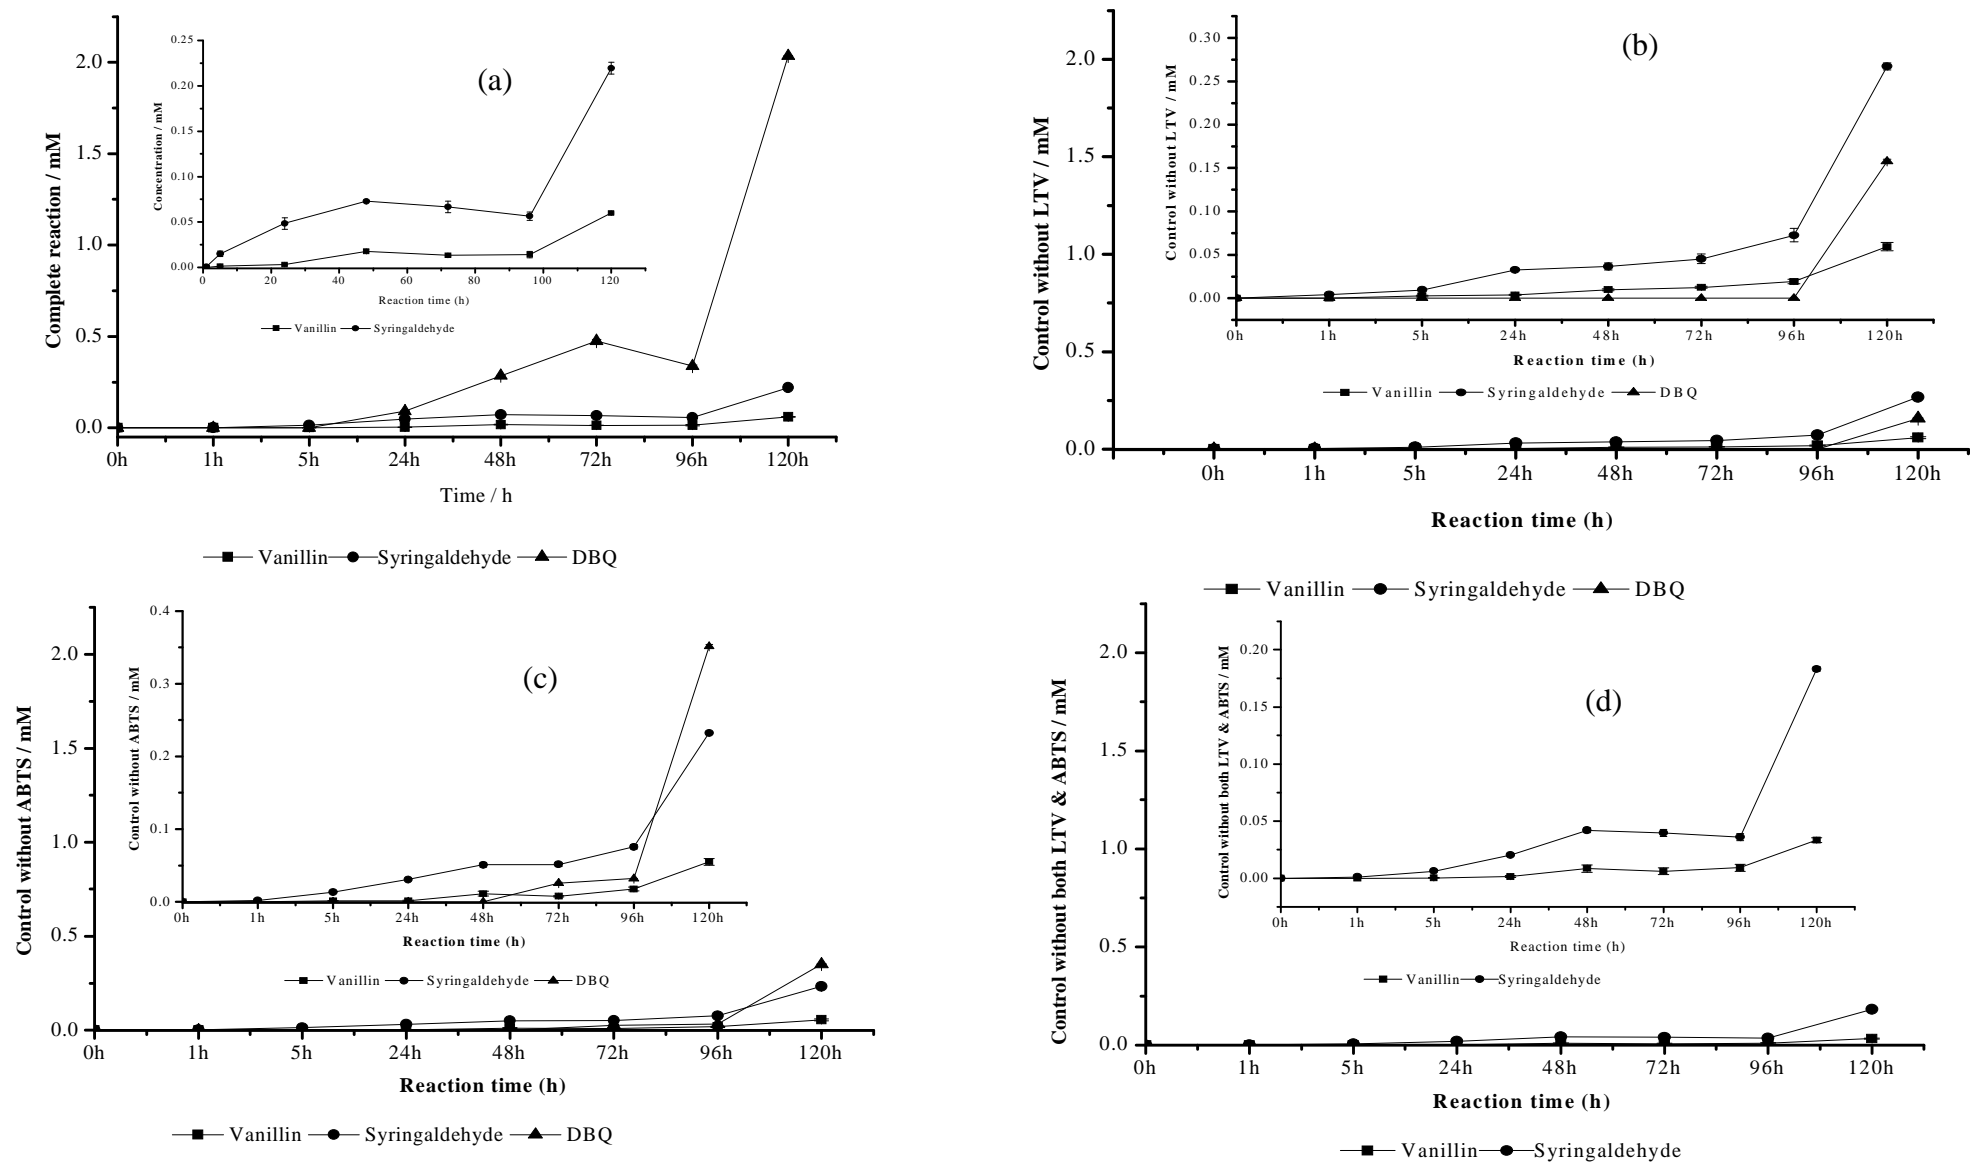 (a)
Complete reaction / mM
2.0
1.5
1.0
0.5
0.0
0h 1h 5h 24h 48h 72h 96h 120h
Time / h
Vanillin Syringaldehyde DBQ
Concentration / mM
0.25
0.20
0.15
0.10
0.05
0.00
0 20 40 60 80 100 120
Reaction time (h)
Vanillin Syringaldehyde
(b)
Control without LTV / mM
2.0
1.5
1.0
0.5
0.0
0h 1h 5h 24h 48h 72h 96h 120h
Reaction time (h)
Vanillin Syringaldehyde DBQ
Control without LTV / mM
0.30
0.25
0.20
0.15
0.10
0.05
0.00
0h 1h 5h 24h 48h 72h 96h 120h
Reaction time (h)
Vanillin Syringaldehyde DBQ
(c)
Control without ABTS / mM
2.0
1.5
1.0
0.5
0.0
0h 1h 5h 24h 48h 72h 96h 120h
Reaction time (h)
Vanillin Syringaldehyde DBQ
Control without ABTS / mM
0.4
0.3
0.2
0.1
0.0
0h 1h 5h 24h 48h 72h 96h 120h
Reaction time (h)
Vanillin Syringaldehyde DBQ
(d)
Control without both LTV & ABTS / mM
2.0
1.5
1.0
0.5
0.0
0h 1h 5h 24h 48h 72h 96h 120h
Reaction time (h)
Vanillin Syringaldehyde
Control without both LTV & ABTS / mM
0.20
0.15
0.10
0.05
0.00
0h 1h 5h 24h 48h 72h 96h 120h
Reaction time (h)
Vanillin Syringaldehyde